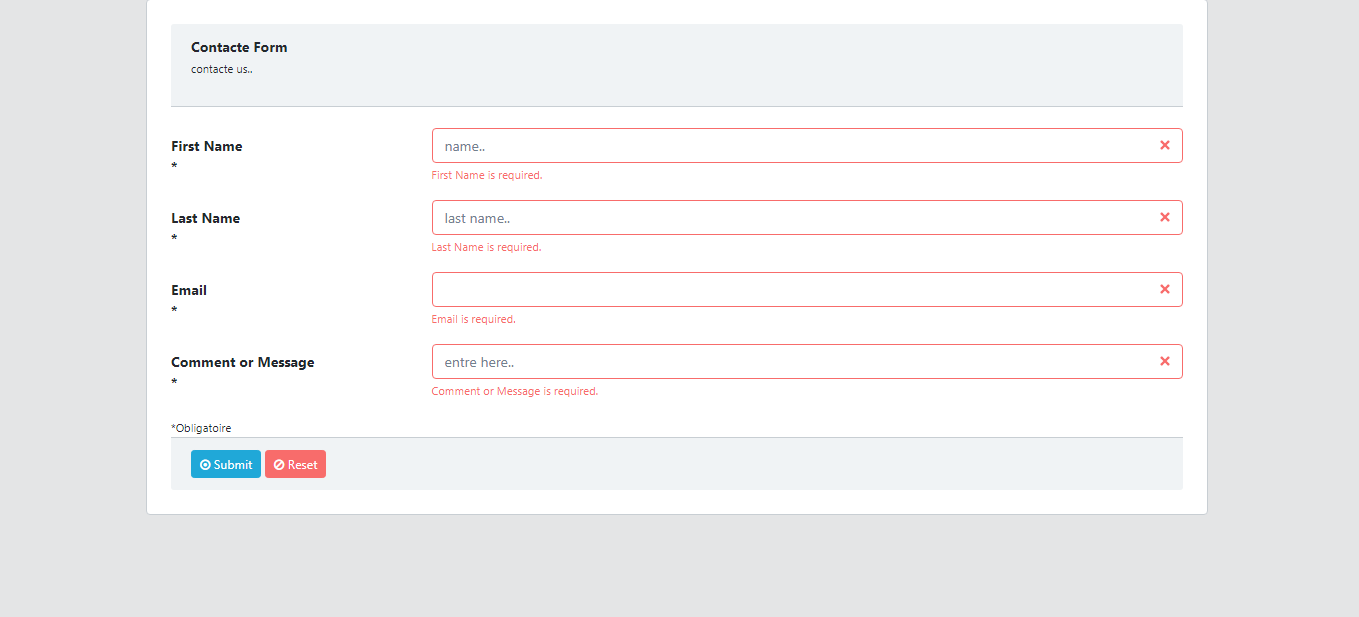 Contacte Form
contacte us..
First Name
*
name..
First Name is required.
Last Name
*
last name..
Last Name is required.
Email
*
Email is required.
Comment or Message
*
entre here..
Comment or Message is required.
*Obligatoire
Submit Reset